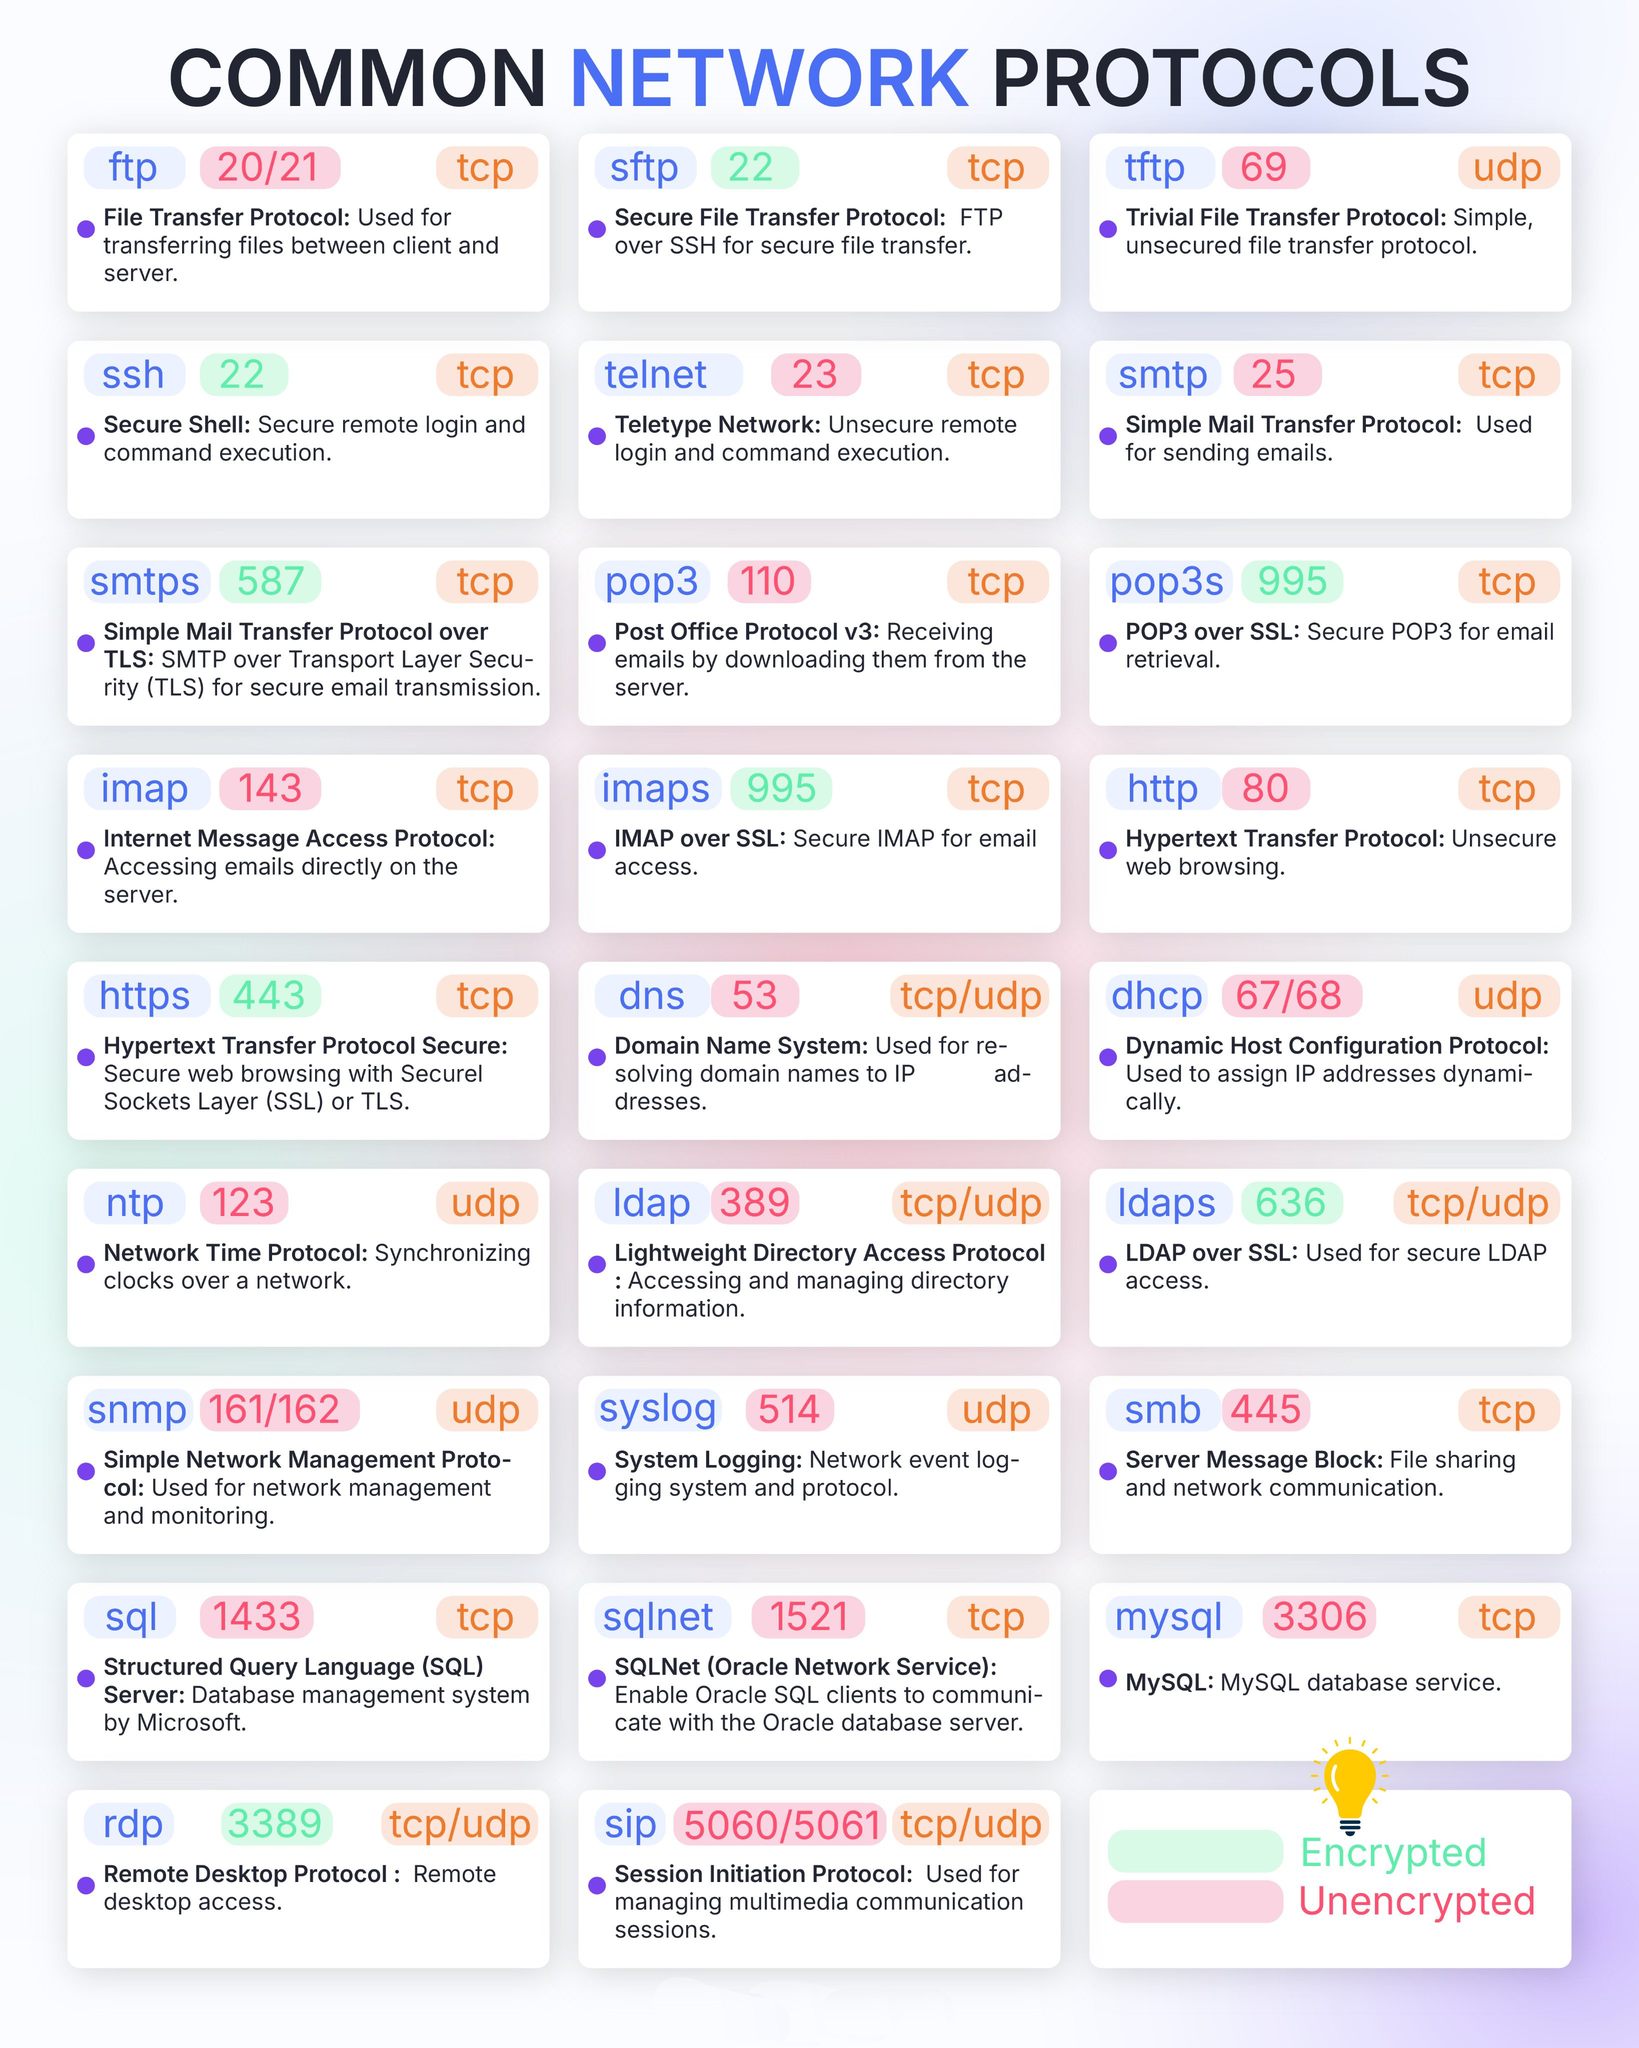 COMMON NETWORK PROTOCOLS
ftp 20/21 tcp
File Transfer Protocol: Used for
transferring files between client and
server.
sftp 22 tcp
Secure File Transfer Protocol: FTP
over SSH for secure file transfer.
tftp 69 udp
Trivial File Transfer Protocol: Simple,
unsecured file transfer protocol.
ssh 22 tcp
Secure Shell: Secure remote login and
command execution.
telnet 23 tcp
Teletype Network: Unsecure remote
login and command execution.
smtp 25 tcp
Simple Mail Transfer Protocol: Used
for sending emails.
smtps 587 tcp
Simple Mail Transfer Protocol over
TLS: SMTP over Transport Layer Secu-
rity (TLS) for secure email transmission.
pop3 110 tcp
Post Office Protocol v3: Receiving
emails by downloading them from the
server.
pop3s 995 tcp
POP3 over SSL: Secure POP3 for email
retrieval.
imap 143 tcp
Internet Message Access Protocol:
Accessing emails directly on the
server.
imaps 995 tcp
IMAP over SSL: Secure IMAP for email
access.
http 80 tcp
Hypertext Transfer Protocol: Unsecure
web browsing.
https 443 tcp
Hypertext Transfer Protocol Secure:
Secure web browsing with Securel
Sockets Layer (SSL) or TLS.
dns 53 tcp/udp
Domain Name System: Used for re-
solving domain names to IP ad-
dresses.
dhcp 67/68 udp
Dynamic Host Configuration Protocol:
Used to assign IP addresses dynami-
cally.
ntp 123 udp
Network Time Protocol: Synchronizing
clocks over a network.
ldap 389 tcp/udp
Lightweight Directory Access Protocol
: Accessing and managing directory
information.
ldaps 636 tcp/udp
LDAP over SSL: Used for secure LDAP
access.
snmp 161/162 udp
Simple Network Management Proto-
col: Used for network management
and monitoring.
syslog 514 udp
System Logging: Network event log-
ging system and protocol.
smb 445 tcp
Server Message Block: File sharing
and network communication.
sql 1433 tcp
Structured Query Language (SQL)
Server: Database management system
by Microsoft.
sqlnet 1521 tcp
SQLNet (Oracle Network Service):
Enable Oracle SQL clients to communi-
cate with the Oracle database server.
mysql 3306 tcp
MySQL: MySQL database service.
rdp 3389 tcp/udp
Remote Desktop Protocol : Remote
desktop access.
sip 5060/5061 tcp/udp
Session Initiation Protocol: Used for
managing multimedia communication
sessions.
Encrypted
Unencrypted